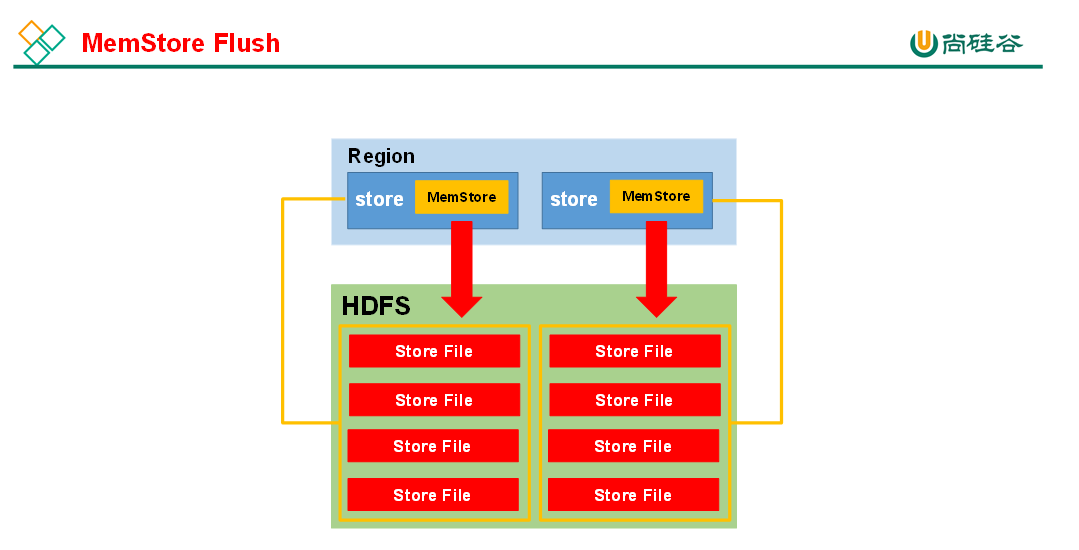 MemStore Flush
尚硅谷
Region
store
MemStore
store
MemStore
HDFS
Store File
Store File
Store File
Store File
Store File
Store File
Store File
Store File